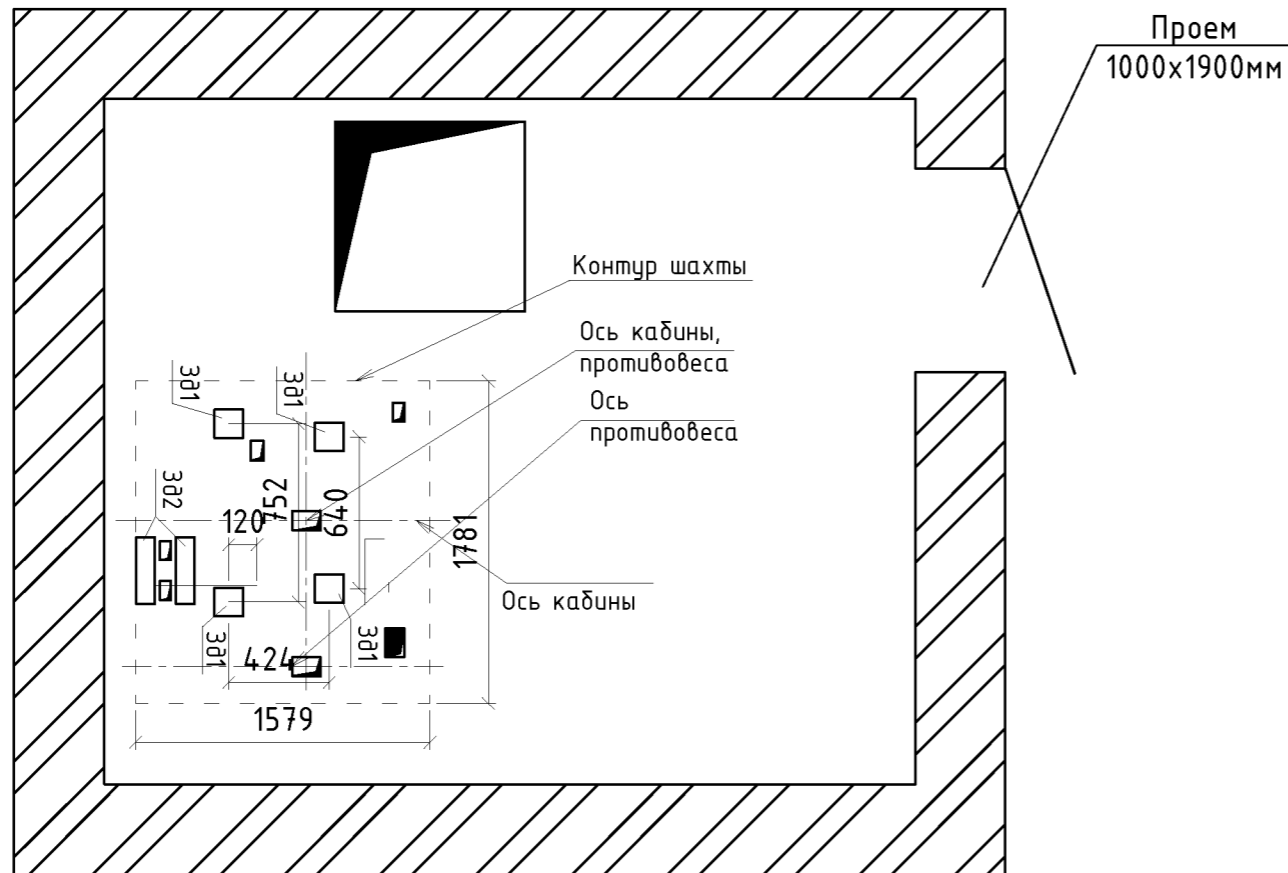 Проем
1000х1900мм
Контур шахты
Ось кабины,
противовеса
Ось
противовеса
Зд1
Зд1
Зд2
120
752
640
1781
Ось кабины
Зд1
424
Зд1
1579